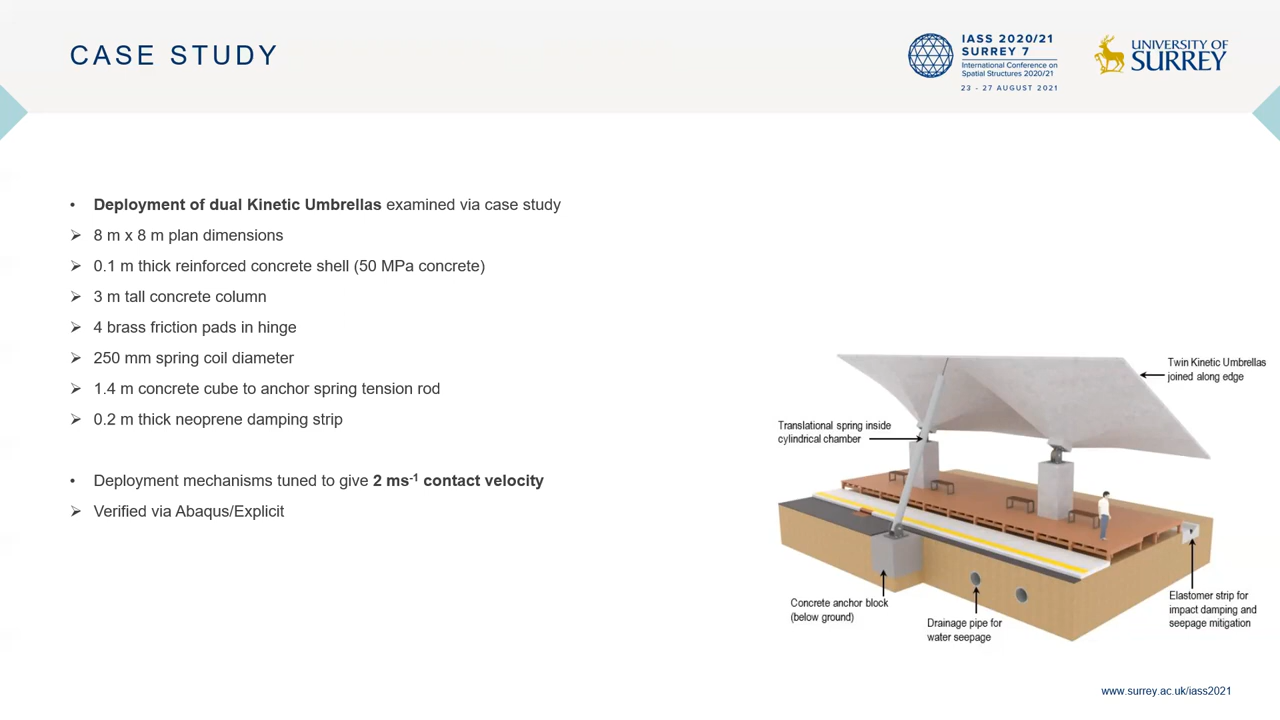 CASE STUDY
IASS 2020/21
SURREY 7
International Conference on
Spatial Structures 2020/21
23 - 27 AUGUST 2021
UNIVERSITY OF
SURREY
• Deployment of dual Kinetic Umbrellas examined via case study
➢ 8 m x 8 m plan dimensions
➢ 0.1 m thick reinforced concrete shell (50 MPa concrete)
➢ 3 m tall concrete column
➢ 4 brass friction pads in hinge
➢ 250 mm spring coil diameter
➢ 1.4 m concrete cube to anchor spring tension rod
➢ 0.2 m thick neoprene damping strip
• Deployment mechanisms tuned to give 2 ms⁻¹ contact velocity
➢ Verified via Abaqus/Explicit
Twin Kinetic Umbrellas
joined along edge
Translational spring inside
cylindrical chamber
Concrete anchor block
(below ground)
Drainage pipe for
water seepage
Elastomer strip for
impact damping and
seepage mitigation
www.surrey.ac.uk/iass2021